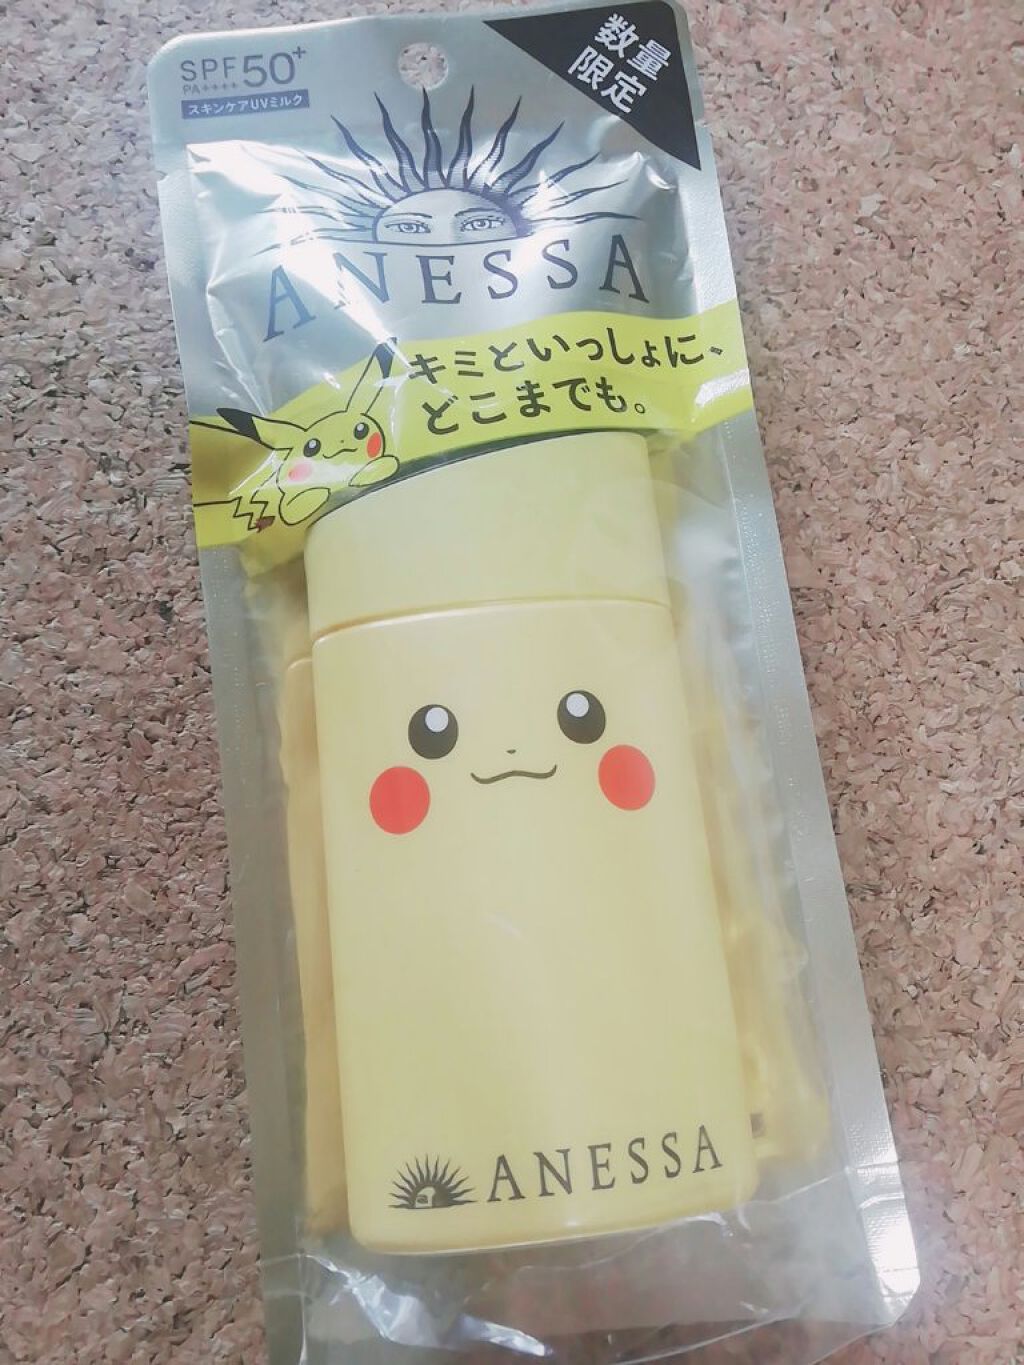 SPF50+
PA++++
スキンケアUVミルク
数量
限定
ANESSA
キミといっしょに、
どこまでも。
ANESSA